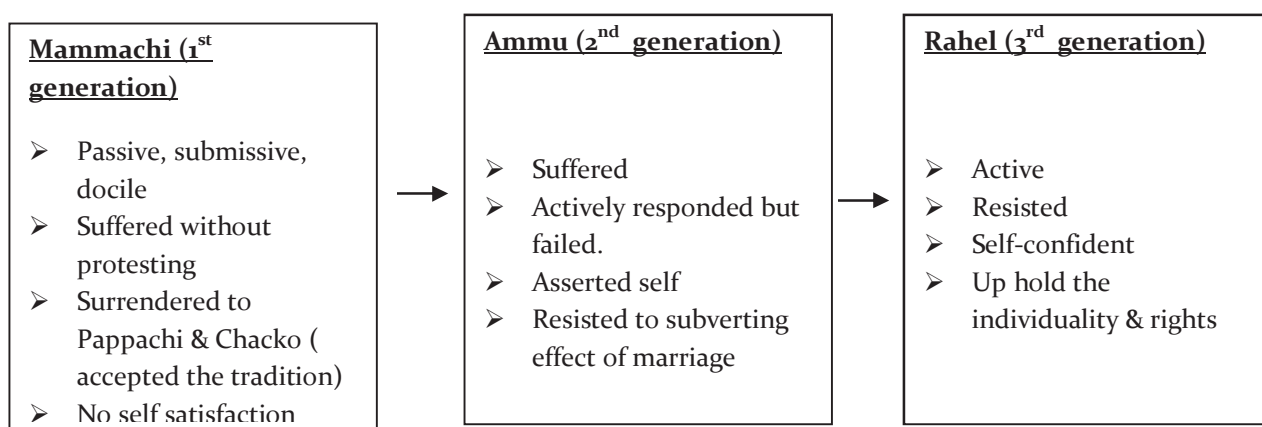 Mammachi (1st
generation)
➢ Passive, submissive,
docile
➢ Suffered without
protesting
➢ Surrendered to
Pappachi & Chacko (
accepted the tradition)
➢ No self satisfaction
Ammu (2nd generation)
➢ Suffered
➢ Actively responded but
failed.
➢ Asserted self
➢ Resisted to subverting
effect of marriage
Rahel (3rd generation)
➢ Active
➢ Resisted
➢ Self-confident
➢ Up hold the
individuality & rights